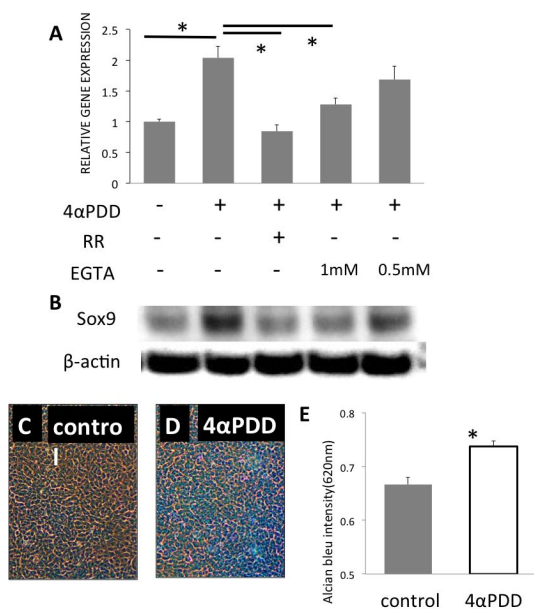 A
RELATIVE GENE EXPRESSION
2.5
2
1.5
1
0.5
0
*
*
*
4αPDD - + + + +
RR - - + - -
EGTA - - - 1mM 0.5mM
B
Sox9
β-actin
C contro
l
D 4αPDD
E
Alcian bleu intensity(620nm)
0.8
0.7
0.6
0.5
*
control 4αPDD